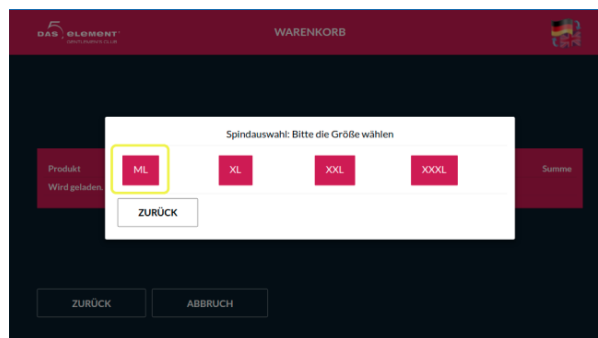 DAS 5 ELEMENT
WARENKORB
Spindauswahl: Bitte die Größe wählen
Produkt
ML
XL
XXL
XXXL
Summe
Wird geladen.
ZURÜCK
ZURÜCK
ABBRUCH